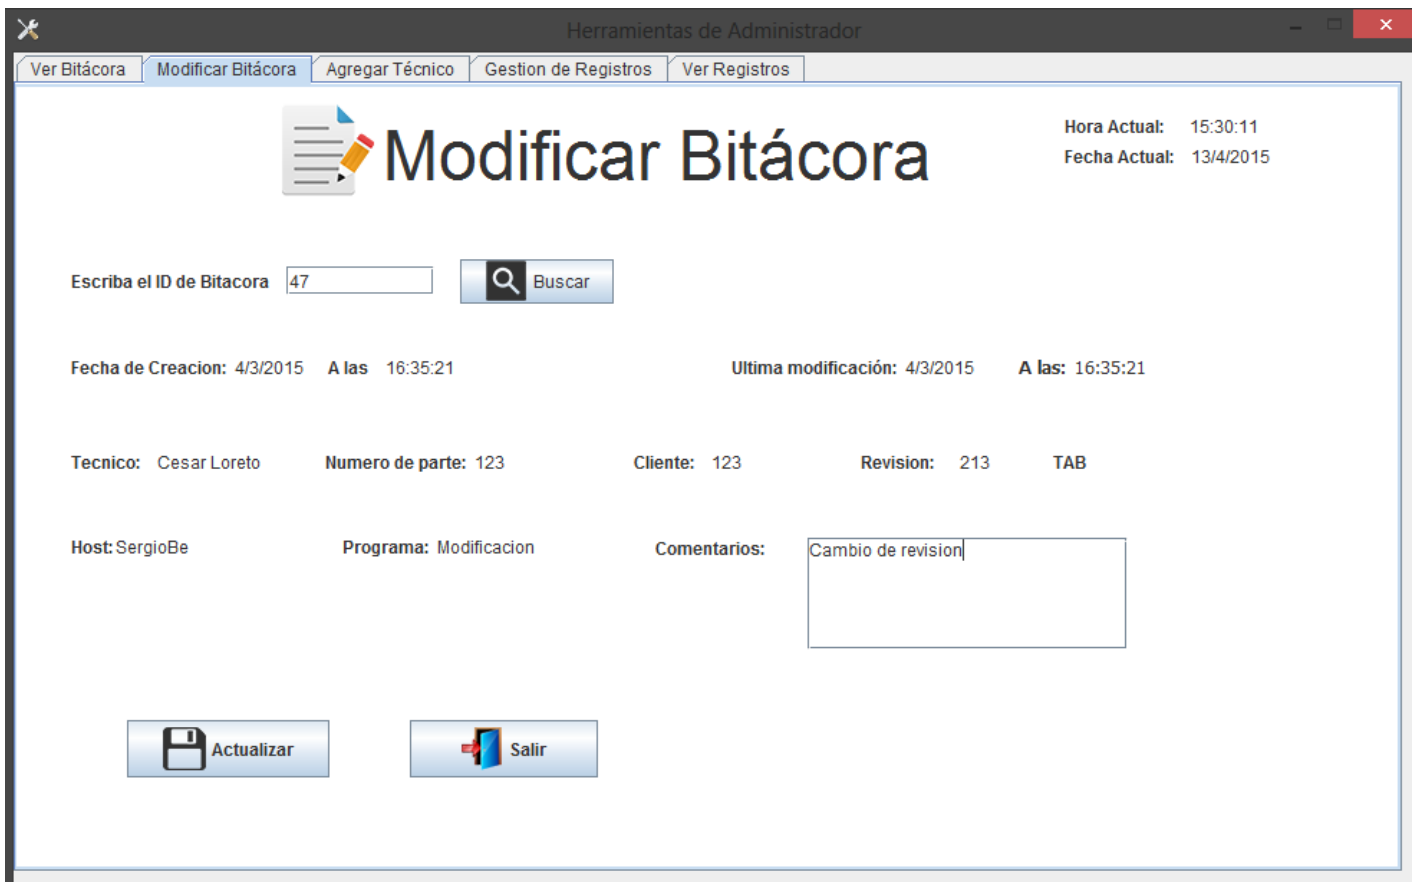 Herramientas de Administrador
Ver Bitácora Modificar Bitácora Agregar Técnico Gestion de Registros Ver Registros
Modificar Bitácora
Hora Actual: 15:30:11
Fecha Actual: 13/4/2015
Escriba el ID de Bitacora 47 Buscar
Fecha de Creacion: 4/3/2015 A las 16:35:21 Ultima modificación: 4/3/2015 A las: 16:35:21
Tecnico: Cesar Loreto Numero de parte: 123 Cliente: 123 Revision: 213 TAB
Host: SergioBe Programa: Modificacion Comentarios: Cambio de revision
Actualizar Salir